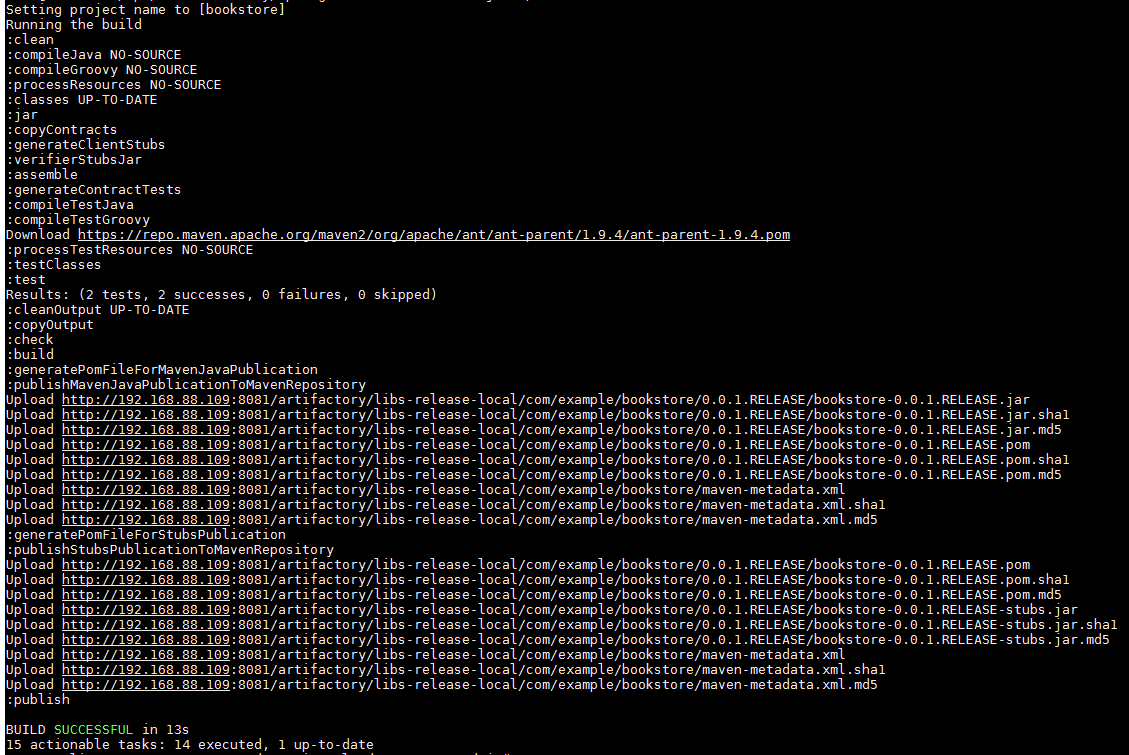 Setting project name to [bookstore]
Running the build
:clean
:compileJava NO-SOURCE
:compileGroovy NO-SOURCE
:processResources NO-SOURCE
:classes UP-TO-DATE
:jar
:copyContracts
:generateClientStubs
:verifierStubsJar
:assemble
:generateContractTests
:compileTestJava
:compileTestGroovy
Download https://repo.maven.apache.org/maven2/org/apache/ant/ant-parent/1.9.4/ant-parent-1.9.4.pom
:processTestResources NO-SOURCE
:testClasses
:test
Results: (2 tests, 2 successes, 0 failures, 0 skipped)
:cleanOutput UP-TO-DATE
:copyOutput
:check
:build
:generatePomFileForMavenJavaPublication
:publishMavenJavaPublicationToMavenRepository
Upload http://192.168.88.109:8081/artifactory/libs-release-local/com/example/bookstore/0.0.1.RELEASE/bookstore-0.0.1.RELEASE.jar
Upload http://192.168.88.109:8081/artifactory/libs-release-local/com/example/bookstore/0.0.1.RELEASE/bookstore-0.0.1.RELEASE.jar.sha1
Upload http://192.168.88.109:8081/artifactory/libs-release-local/com/example/bookstore/0.0.1.RELEASE/bookstore-0.0.1.RELEASE.jar.md5
Upload http://192.168.88.109:8081/artifactory/libs-release-local/com/example/bookstore/0.0.1.RELEASE/bookstore-0.0.1.RELEASE.pom
Upload http://192.168.88.109:8081/artifactory/libs-release-local/com/example/bookstore/0.0.1.RELEASE/bookstore-0.0.1.RELEASE.pom.sha1
Upload http://192.168.88.109:8081/artifactory/libs-release-local/com/example/bookstore/0.0.1.RELEASE/bookstore-0.0.1.RELEASE.pom.md5
Upload http://192.168.88.109:8081/artifactory/libs-release-local/com/example/bookstore/maven-metadata.xml
Upload http://192.168.88.109:8081/artifactory/libs-release-local/com/example/bookstore/maven-metadata.xml.sha1
Upload http://192.168.88.109:8081/artifactory/libs-release-local/com/example/bookstore/maven-metadata.xml.md5
:generatePomFileForStubsPublication
:publishStubsPublicationToMavenRepository
Upload http://192.168.88.109:8081/artifactory/libs-release-local/com/example/bookstore/0.0.1.RELEASE/bookstore-0.0.1.RELEASE.pom
Upload http://192.168.88.109:8081/artifactory/libs-release-local/com/example/bookstore/0.0.1.RELEASE/bookstore-0.0.1.RELEASE.pom.sha1
Upload http://192.168.88.109:8081/artifactory/libs-release-local/com/example/bookstore/0.0.1.RELEASE/bookstore-0.0.1.RELEASE.pom.md5
Upload http://192.168.88.109:8081/artifactory/libs-release-local/com/example/bookstore/0.0.1.RELEASE/bookstore-0.0.1.RELEASE-stubs.jar
Upload http://192.168.88.109:8081/artifactory/libs-release-local/com/example/bookstore/0.0.1.RELEASE/bookstore-0.0.1.RELEASE-stubs.jar.sha1
Upload http://192.168.88.109:8081/artifactory/libs-release-local/com/example/bookstore/0.0.1.RELEASE/bookstore-0.0.1.RELEASE-stubs.jar.md5
Upload http://192.168.88.109:8081/artifactory/libs-release-local/com/example/bookstore/maven-metadata.xml
Upload http://192.168.88.109:8081/artifactory/libs-release-local/com/example/bookstore/maven-metadata.xml.sha1
Upload http://192.168.88.109:8081/artifactory/libs-release-local/com/example/bookstore/maven-metadata.xml.md5
:publish
BUILD SUCCESSFUL in 13s
15 actionable tasks: 14 executed, 1 up-to-date